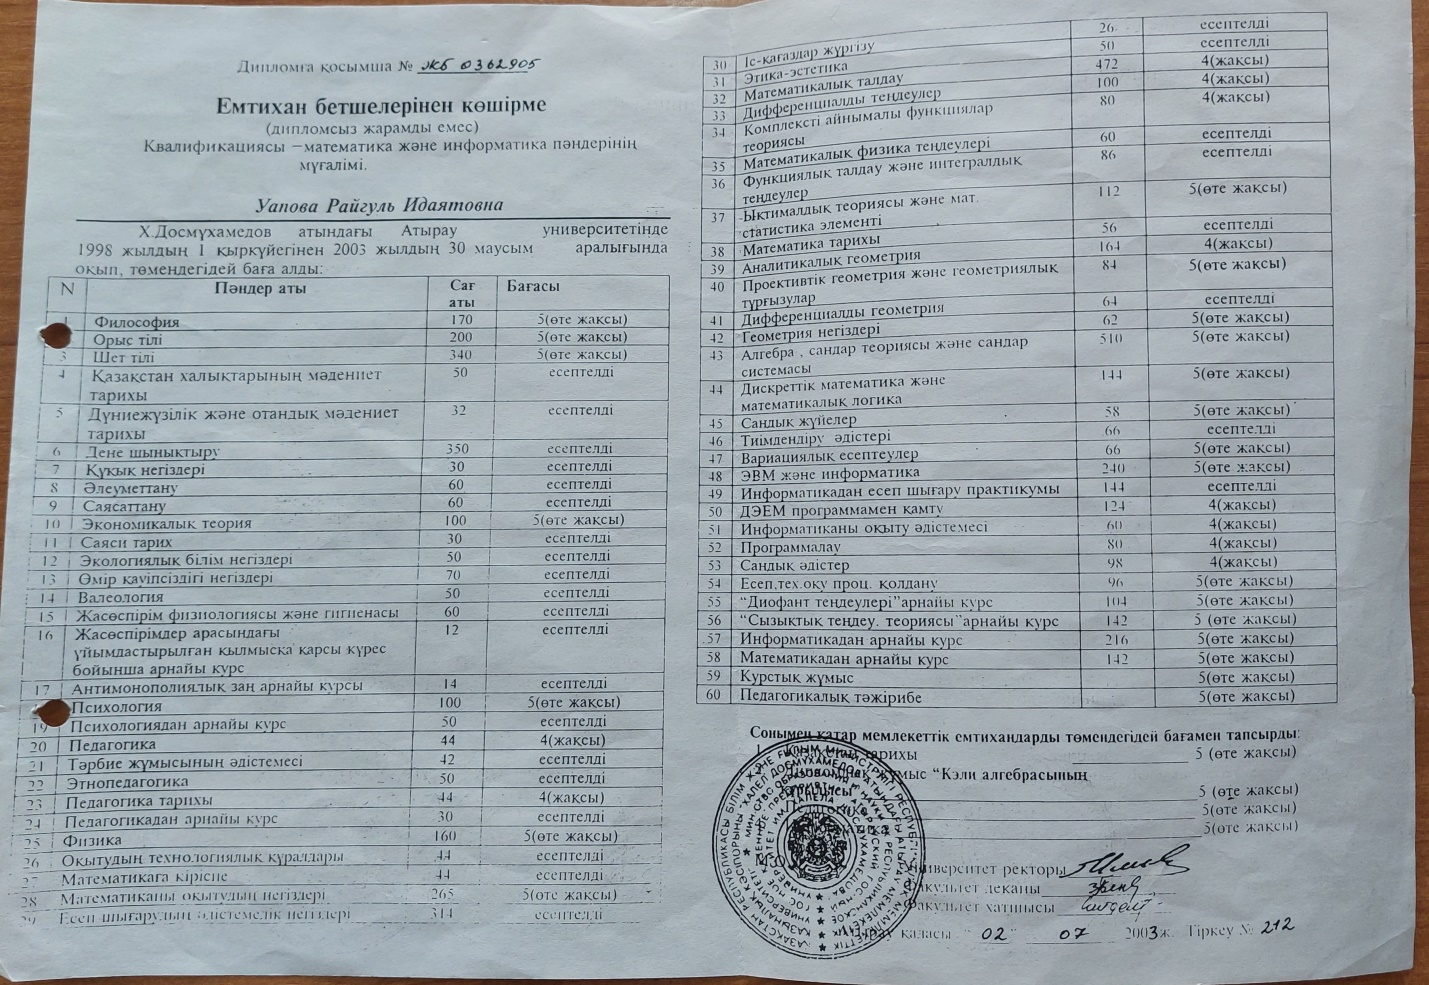 Дипломға қосымша № ЖБ 0362905
Емтихан бетшелерінен көшірме
(дипломсыз жарамды емес)
Квалификациясы –математика және информатика пәндерінің
мұғалімі.
Уапова Райгуль Идаятовна
Х.Досмұхамедов атындағы Атырау университетінде
1998 жылдың 1 қыркүйегінен 2003 жылдың 30 маусым аралығында
оқып, төмендегідей баға алды:
N Пәндер аты Сағ Бағасы
аты
1 Философия 170 5(өте жақсы)
Орыс тілі 200 5(өте жақсы)
3 Шет тілі 340 5(өте жақсы)
4 Қазақстан халықтарының мәдениет 50 есептелді
тарихы
5 Дүниежүзілік және отандық мәдениет 32 есептелді
тарихы
6 Дене шынықтыру 350 есептелді
7 Құқық негіздері 30 есептелді
8 Әлеуметтану 60 есептелді
9 Саясаттану 60 есептелді
10 Экономикалық теория 100 5(өте жақсы)
11 Саяси тарих 30 есептелді
12 Экологиялық білім негіздері 50 есептелді
13 Өмір қауіпсіздігі негіздері 70 есептелді
14 Валеология 50 есептелді
15 Жасөспірім физиологиясы және гигиенасы 60 есептелді
16 Жасөспірімдер арасындағы 12 есептелді
ұйымдастырылған қылмысқа қарсы күрес
бойынша арнайы курс
17 Антимонополиялық заң арнайы курсы 14 есептелді
Психология 100 5(өте жақсы)
19 Психологиядан арнайы курс 50 есептелді
20 Педагогика 44 4(жақсы)
21 Тәрбие жұмысының әдістемесі 42 есептелді
22 Этнопедагогика 50 есептелді
23 Педагогика тарихы 44 4(жақсы)
24 Педагогикадан арнайы курс 30 есептелді
25 Физика 160 5(өте жақсы)
26 Оқытудың технологиялық құралдары 44 есептелді
27 Математикаға кіріспе 44 есептелді
28 Математиканы оқытудың негіздері 265 5(өте жақсы)
29 Есеп шығарудың әдістемелік негіздері 314 есептелді
26 есептелді
30 Іс-қағаздар жүргізу 50 есептелді
31 Этика-эстетика 472 4(жақсы)
32 Математикалық талдау 100 4(жақсы)
33 Дифференциалды теңдеулер 80 4(жақсы)
34 Комплексті айнымалы функциялар
теориясы 60 есептелді
35 Математикалық физика теңдеулері 86 есептелді
36 Функциялық талдау және интегралдық
теңдеулер 112 5(өте жақсы)
37 Ықтималдық теориясы және мат.
статистика элементі 56 есептелді
38 Математика тарихы 164 4(жақсы)
39 Аналитикалық геометрия 84 5(өте жақсы)
40 Проективтік геометрия және геометриялық
тұрғызулар 64 есептелді
41 Дифференциалды геометрия 62 5(өте жақсы)
42 Геометрия негіздері 510 5(өте жақсы)
43 Алгебра , сандар теориясы және сандар
системасы
44 Дискреттік математика және 144 5(өте жақсы)
математикалық логика
45 Сандық жүйелер 58 5(өте жақсы)
46 Тиімдендіру әдістері 66 есептелді
47 Вариациялық есептеулер 66 5(өте жақсы)
48 ЭВМ және информатика 240 5(өте жақсы)
49 Информатикадан есеп шығару практикумы 144 есептелді
50 ДЭЕМ программамен қамту 124 4(жақсы)
51 Информатиканы оқыту әдістемесі 60 4(жақсы)
52 Программалау 80 4(жақсы)
53 Сандық әдістер 98 4(жақсы)
54 Есеп.тех.оқу проц. қолдану 96 5(өте жақсы)
55 “Диофант теңдеулері”арнайы курс 104 5(өте жақсы)
56 “Сызықтық теңдеу. теориясы”арнайы курс 142 5 (өте жақсы)
57 Информатикадан арнайы курс 216 5(өте жақсы)
58 Математикадан арнайы курс 142 5(өте жақсы)
59 Курстық жұмыс 5(өте жақсы)
60 Педагогикалық тәжірибе 5(өте жақсы)
Сонымен қатар мемлекеттік емтихандарды төмендегідей бағамен тапсырды:
тарихы 5 (өте жақсы)
жұмыс “Кэли алгебрасының
құрылысы” 5 (өте жақсы)
5(өте жақсы)
5(өте жақсы)
Университет ректоры
Факультет деканы
Факультет хатшысы
Атырау қаласы “ 02 ” 07 2003ж. Тіркеу № 212